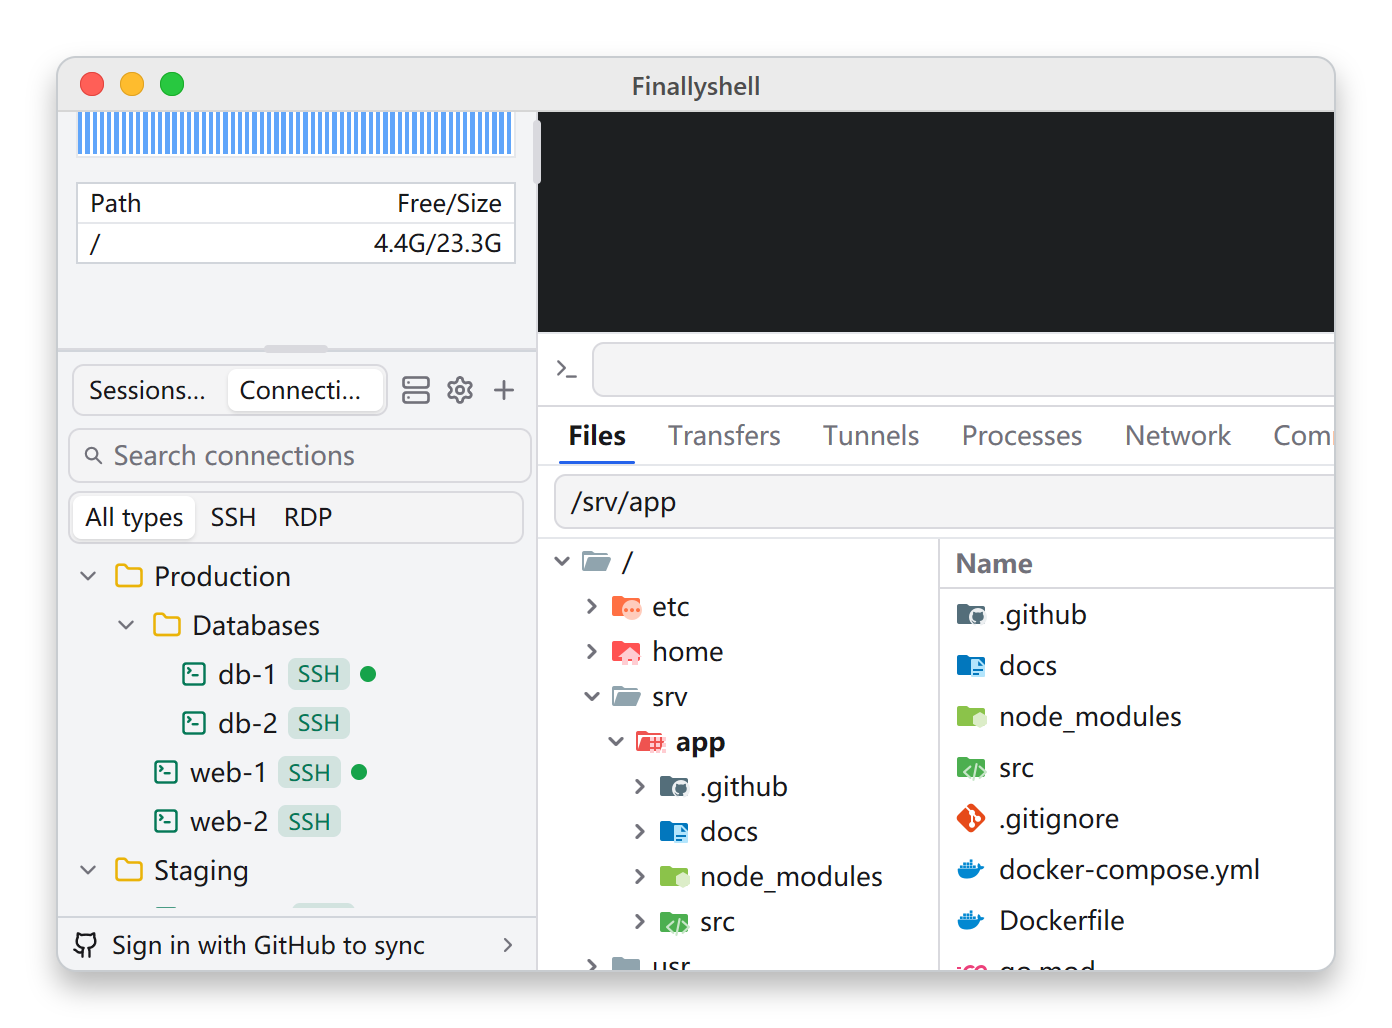 Finallyshell
Path Free/Size
/ 4.4G/23.3G
Sessions... Connecti...
Search connections
All types SSH RDP
Production
Databases
db-1 SSH
db-2 SSH
web-1 SSH
web-2 SSH
Staging
Sign in with GitHub to sync
Files Transfers Tunnels Processes Network
/srv/app
/
etc
home
srv
app
.github
docs
node_modules
src
usr
Name
.github
docs
node_modules
src
.gitignore
docker-compose.yml
Dockerfile
go.mod